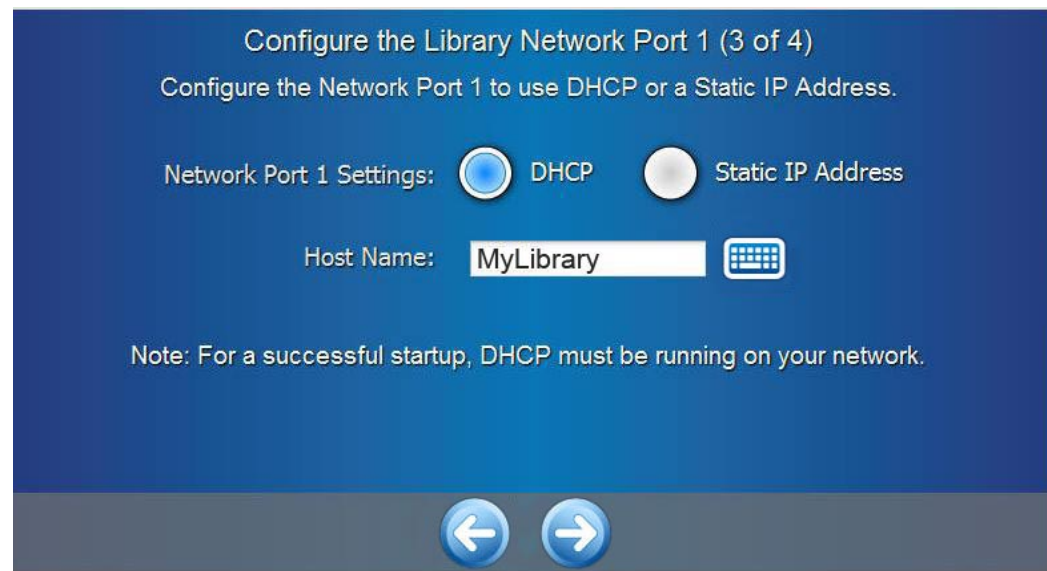 Configure the Library Network Port 1 (3 of 4)
Configure the Network Port 1 to use DHCP or a Static IP Address.
Network Port 1 Settings: DHCP Static IP Address
Host Name: MyLibrary
Note: For a successful startup, DHCP must be running on your network.